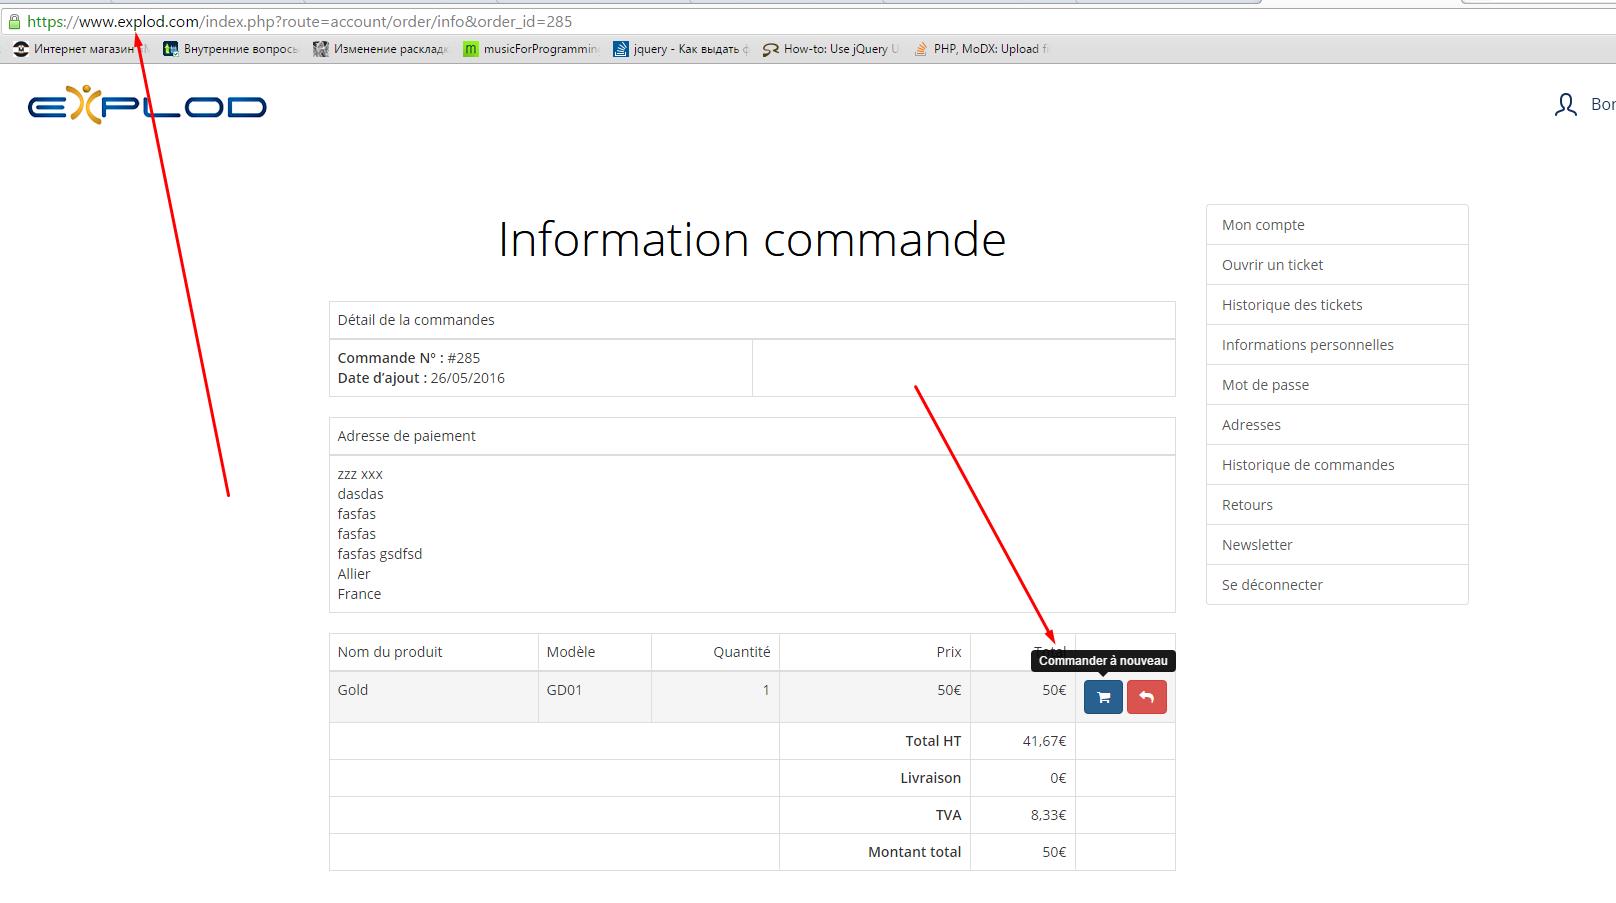 https://www.explod.com/index.php?route=account/order/info&order_id=285
Интернет магазин
Внутренние вопросы
Изменение расклад
musicForProgrammin
jquery - Как выдать
How-to: Use jQuery U
PHP, MoDX: Upload f
EXPLOD
Bor
Information commande
Détail de la commandes
Commande N° : #285
Date d’ajout : 26/05/2016
Adresse de paiement
zzz xxx
dasdas
fasfas
fasfas
fasfas gsdfsd
Allier
France
Nom du produit Modèle Quantité Prix Total
Commander à nouveau
Gold GD01 1 50€ 50€
Total HT 41,67€
Livraison 0€
TVA 8,33€
Montant total 50€
Mon compte
Ouvrir un ticket
Historique des tickets
Informations personnelles
Mot de passe
Adresses
Historique de commandes
Retours
Newsletter
Se déconnecter